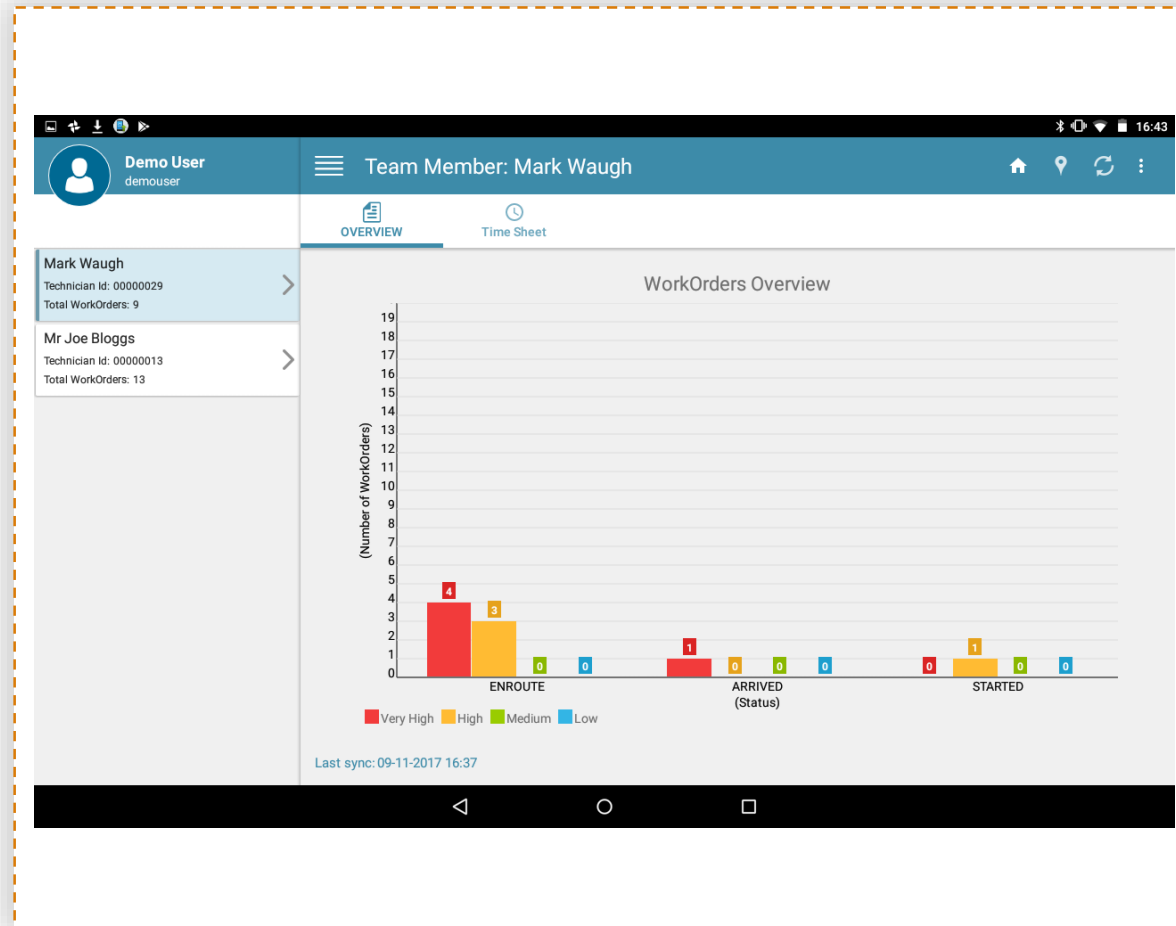 16:43
Demo User
demouser
Team Member: Mark Waugh
OVERVIEW
Time Sheet
Mark Waugh
Technician Id: 00000029
Total WorkOrders: 9
Mr Joe Bloggs
Technician Id: 00000013
Total WorkOrders: 13
WorkOrders Overview
(Number of WorkOrders)
19
18
17
16
15
14
13
12
11
10
9
8
7
6
5
4
3
2
1
0
4
3
0
0
1
0
0
0
0
1
0
0
ENROUTE
ARRIVED
STARTED
(Status)
Very High High Medium Low
Last sync: 09-11-2017 16:37